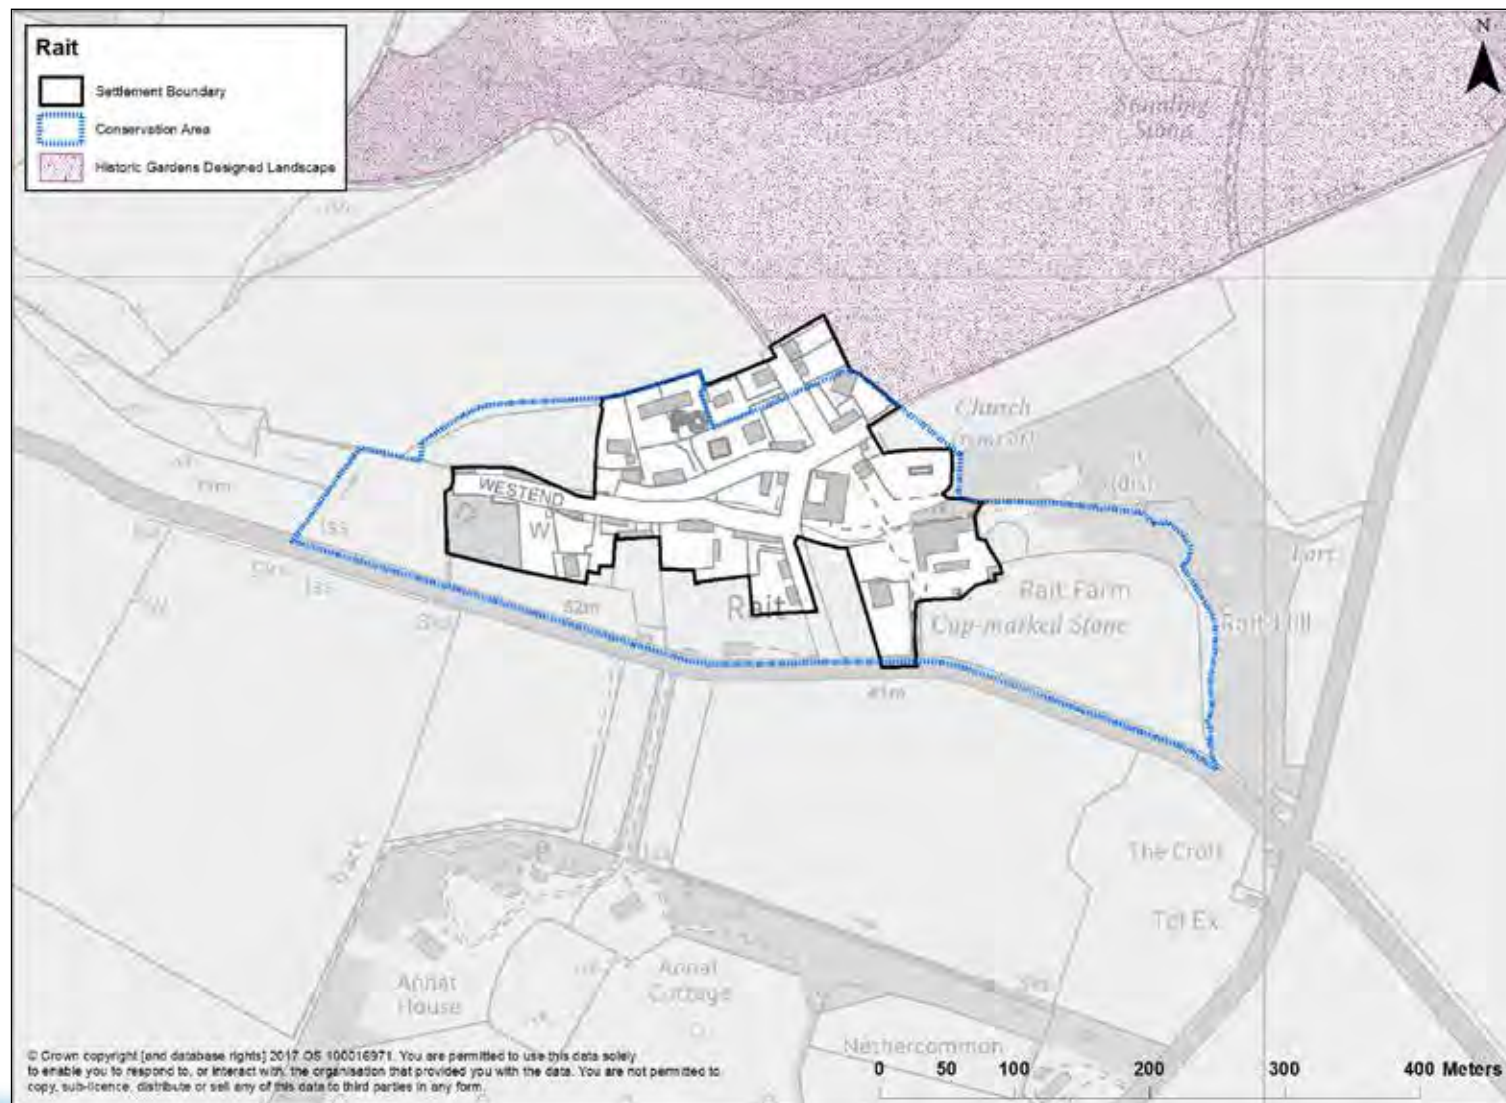 Rait
Settlement Boundary
Conservation Area
Historic Gardens Designed Landscape
N
Standing
Stone
Church
WESTEND
Iss
W
Rait
52m
Rait Farm
Cup-marked Stone
Rait Hill
Fort
Track
The Croft
Tel Ex
Annat
House
Annat
Cottage
Nethercommon
0 50 100 200 300 400 Meters
© Crown copyright [and database rights] 2017 OS 100016971. You are permitted to use this data solely
to enable you to respond to, or interact with, the organisation that provided you with the data. You are not permitted to
copy, sub-licence, distribute or sell any of this data to third parties in any form.